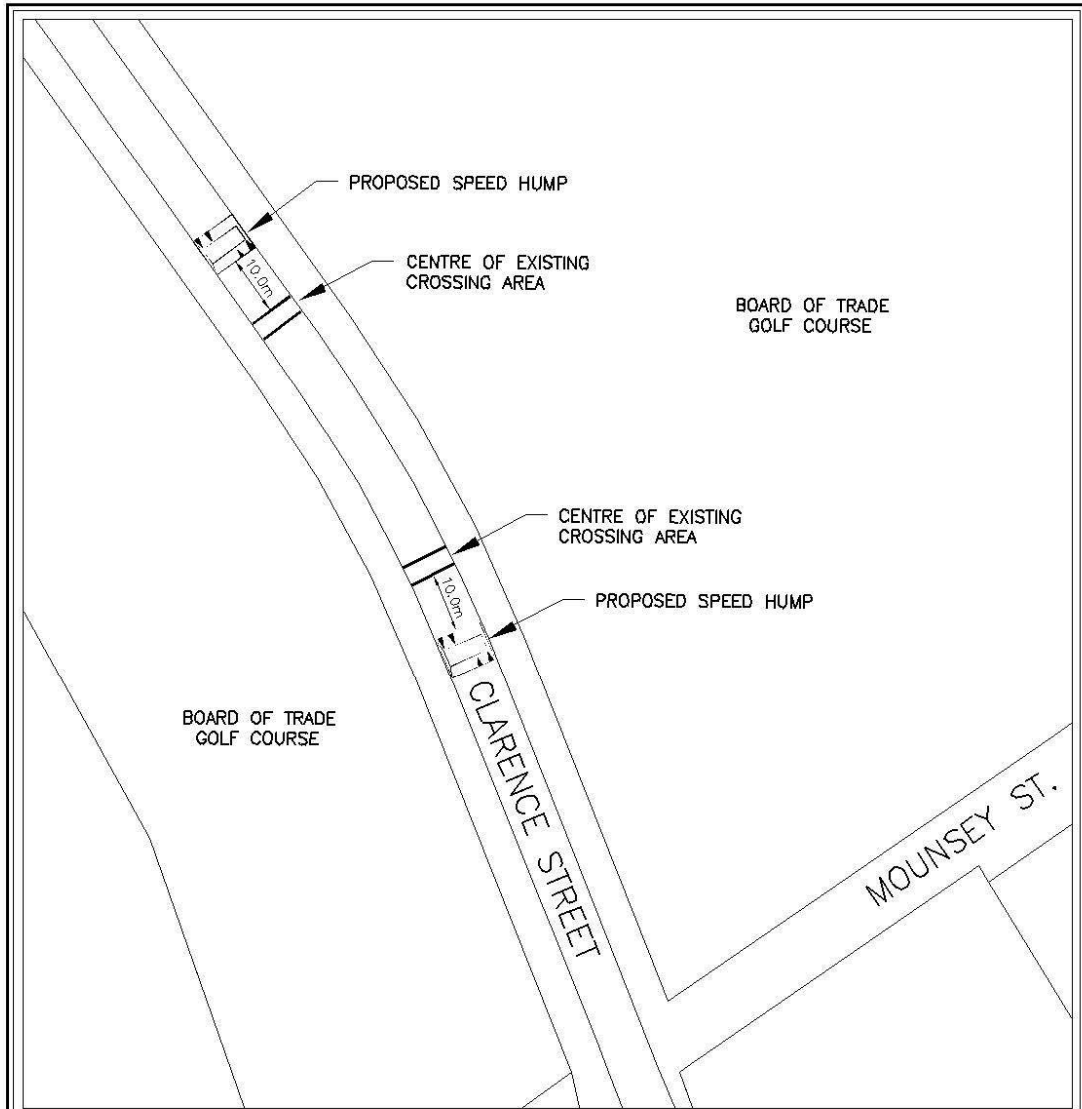 PROPOSED SPEED HUMP
10.0m
CENTRE OF EXISTING
CROSSING AREA
BOARD OF TRADE
GOLF COURSE
CENTRE OF EXISTING
CROSSING AREA
10.0m
PROPOSED SPEED HUMP
BOARD OF TRADE
GOLF COURSE
CLARENCE STREET
MOUNSEY ST.